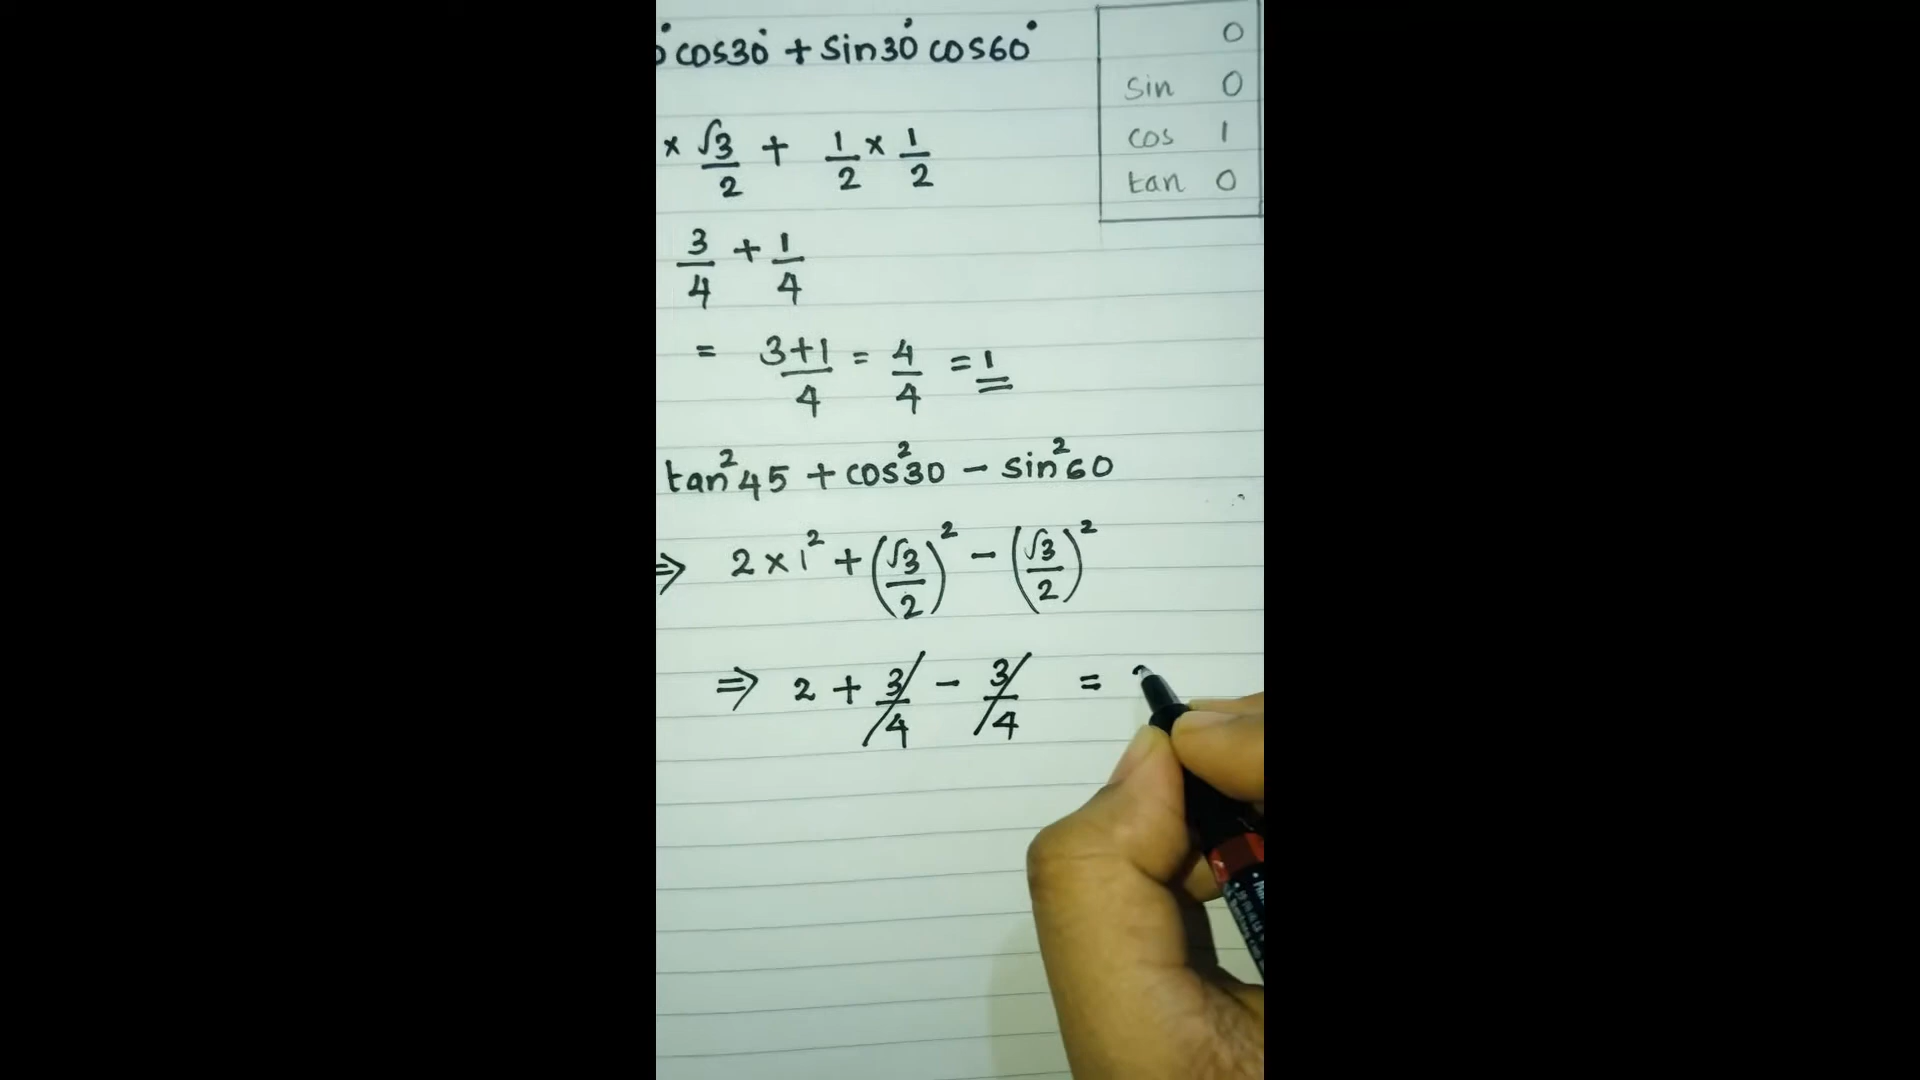 ° cos30° + sin30° cos60°
× √3/2 + 1/2 × 1/2
3/4 + 1/4
= 3+1/4 = 4/4 = 1
tan²45 + cos²30 − sin²60
⇒ 2 × 1² + (√3/2)² − (√3/2)²
⇒ 2 + 3/4 − 3/4 =
0
sin 0
cos 1
tan 0